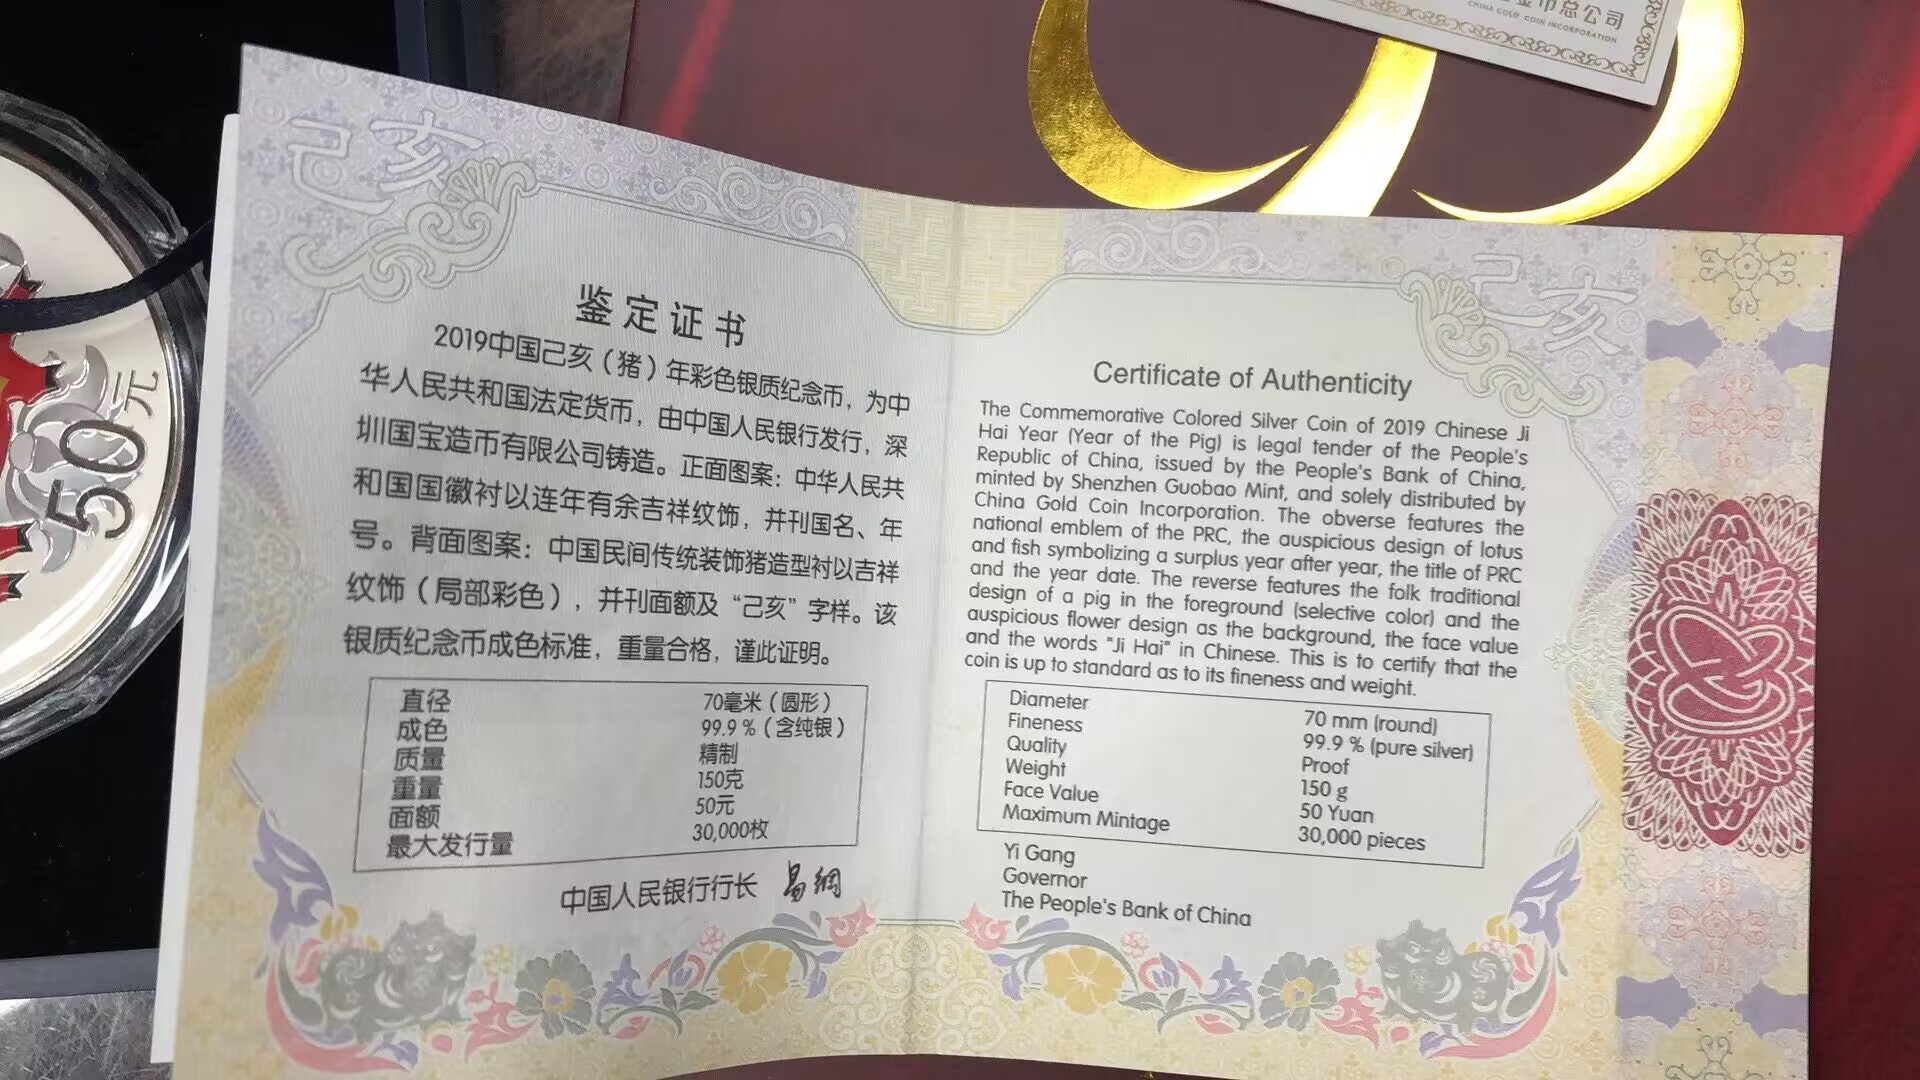 金币总公司
CHINA GOLD COIN INCORPORATION
己亥
己亥
50元
鉴定证书
2019中国己亥（猪）年彩色银质纪念币，为中
华人民共和国法定货币，由中国人民银行发行，深
圳国宝造币有限公司铸造。正面图案：中华人民共
和国国徽衬以连年有余吉祥纹饰，并刊国名、年
号。背面图案：中国民间传统装饰猪造型衬以吉祥
纹饰（局部彩色），并刊面额及“己亥”字样。该
银质纪念币成色标准，重量合格，谨此证明。
直径 70毫米（圆形）
成色 99.9％（含纯银）
质量 精制
重量 150克
面额 50元
最大发行量 30,000枚
中国人民银行行长 易纲
Certificate of Authenticity
The Commemorative Colored Silver Coin of 2019 Chinese Ji
Hai Year (Year of the Pig) is legal tender of the People's
Republic of China, issued by the People's Bank of China,
minted by Shenzhen Guobao Mint, and solely distributed by
China Gold Coin Incorporation. The obverse features the
national emblem of the PRC, the auspicious design of lotus
and fish symbolizing a surplus year after year, the title of PRC
and the year date. The reverse features the folk traditional
design of a pig in the foreground (selective color) and the
auspicious flower design as the background, the face value
and the words "Ji Hai" in Chinese. This is to certify that the
coin is up to standard as to its fineness and weight.
Diameter 70 mm (round)
Fineness 99.9 % (pure silver)
Quality Proof
Weight 150 g
Face Value 50 Yuan
Maximum Mintage 30,000 pieces
Yi Gang
Governor
The People's Bank of China